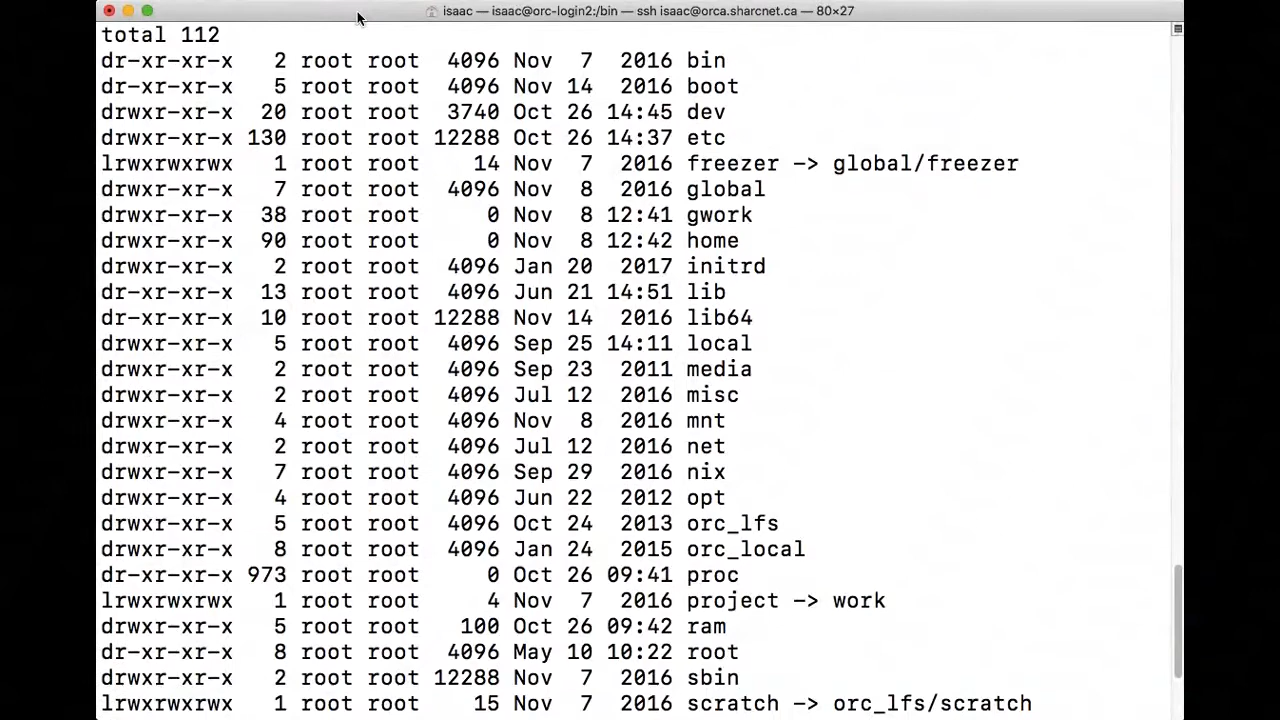 isaac — isaac@orc-login2:/bin — ssh isaac@orca.sharcnet.ca — 80×27
total 112
dr-xr-xr-x   2 root root  4096 Nov  7  2016 bin
dr-xr-xr-x   5 root root  4096 Nov 14  2016 boot
drwxr-xr-x  20 root root  3740 Oct 26 14:45 dev
drwxr-xr-x 130 root root 12288 Oct 26 14:37 etc
lrwxrwxrwx   1 root root    14 Nov  7  2016 freezer -> global/freezer
drwxr-xr-x   7 root root  4096 Nov  8  2016 global
drwxr-xr-x  38 root root     0 Nov  8 12:41 gwork
drwxr-xr-x  90 root root     0 Nov  8 12:42 home
drwxr-xr-x   2 root root  4096 Jan 20  2017 initrd
dr-xr-xr-x  13 root root  4096 Jun 21 14:51 lib
dr-xr-xr-x  10 root root 12288 Nov 14  2016 lib64
drwxr-xr-x   5 root root  4096 Sep 25 14:11 local
drwxr-xr-x   2 root root  4096 Sep 23  2011 media
drwxr-xr-x   2 root root  4096 Jul 12  2016 misc
drwxr-xr-x   4 root root  4096 Nov  8  2016 mnt
drwxr-xr-x   2 root root  4096 Jul 12  2016 net
drwxr-xr-x   7 root root  4096 Sep 29  2016 nix
drwxr-xr-x   4 root root  4096 Jun 22  2012 opt
drwxr-xr-x   5 root root  4096 Oct 24  2013 orc_lfs
drwxr-xr-x   8 root root  4096 Jan 24  2015 orc_local
dr-xr-xr-x 973 root root     0 Oct 26 09:41 proc
lrwxrwxrwx   1 root root     4 Nov  7  2016 project -> work
drwxr-xr-x   5 root root   100 Oct 26 09:42 ram
dr-xr-xr-x   8 root root  4096 May 10 10:22 root
drwxr-xr-x   2 root root 12288 Nov  7  2016 sbin
lrwxrwxrwx   1 root root    15 Nov  7  2016 scratch -> orc_lfs/scratch